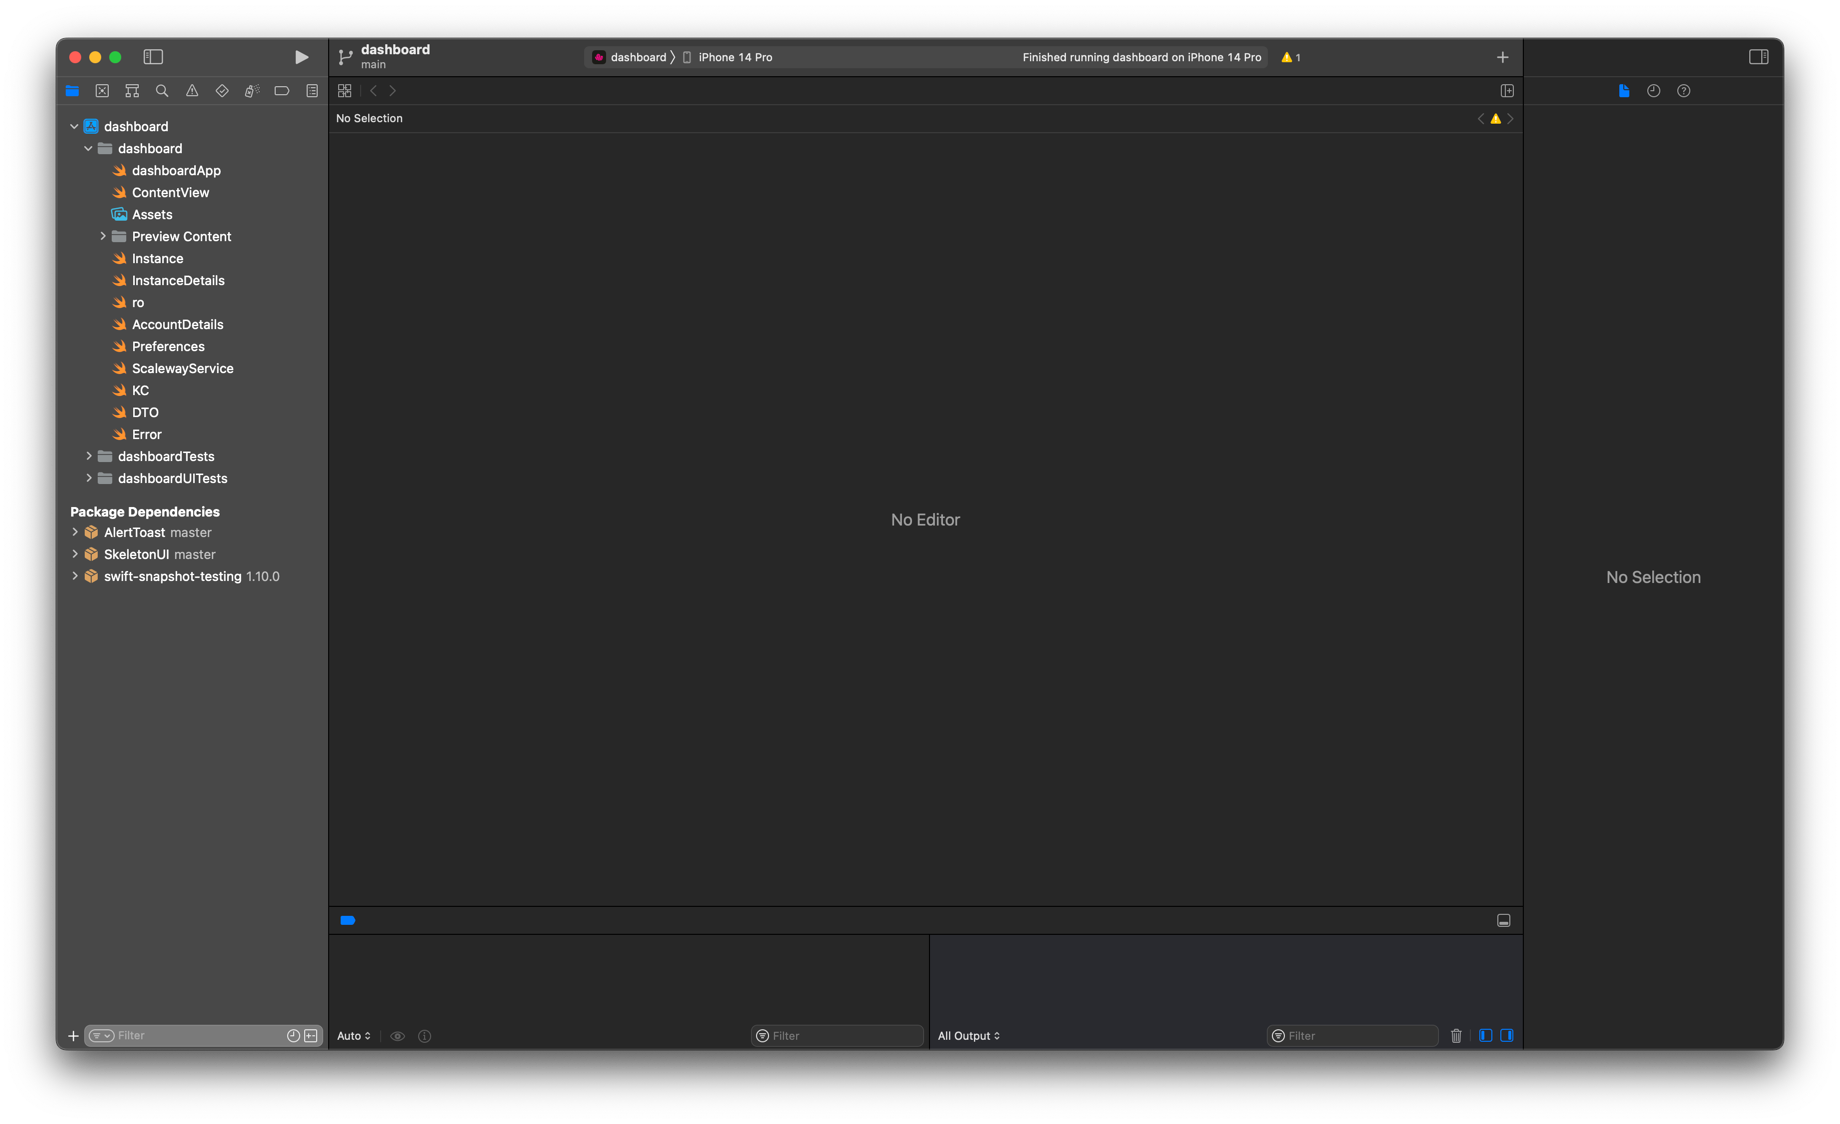 dashboard
main
dashboard
iPhone 14 Pro
Finished running dashboard on iPhone 14 Pro
1
No Selection
dashboard
dashboard
dashboardApp
ContentView
Assets
Preview Content
Instance
InstanceDetails
ro
AccountDetails
Preferences
ScalewayService
KC
DTO
Error
dashboardTests
dashboardUITests
Package Dependencies
AlertToast master
SkeletonUI master
swift-snapshot-testing 1.10.0
No Editor
No Selection
Filter
Auto
Filter
All Output
Filter